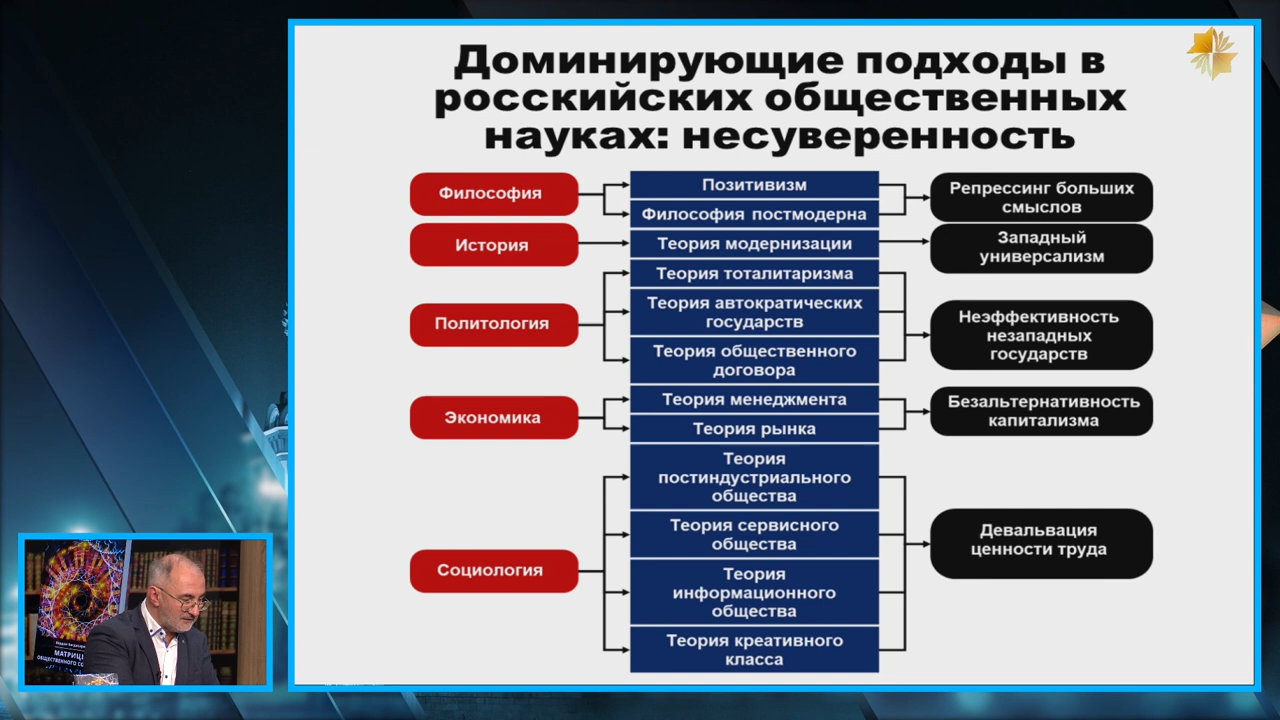 Доминирующие подходы в
росскийских общественных
науках: несуверенность
Философия
Позитивизм
Философия постмодерна
Репрессинг больших
смыслов
История
Теория модернизации
Западный
универсализм
Политология
Теория тоталитаризма
Теория автократических
государств
Теория общественного
договора
Неэффективность
незападных
государств
Экономика
Теория менеджмента
Теория рынка
Безальтернативность
капитализма
Социология
Теория
постиндустриального
общества
Теория сервисного
общества
Теория
информационного
общества
Теория креативного
класса
Девальвация
ценности труда
МАТРИЦ
ОБЩЕСТВЕННОГО